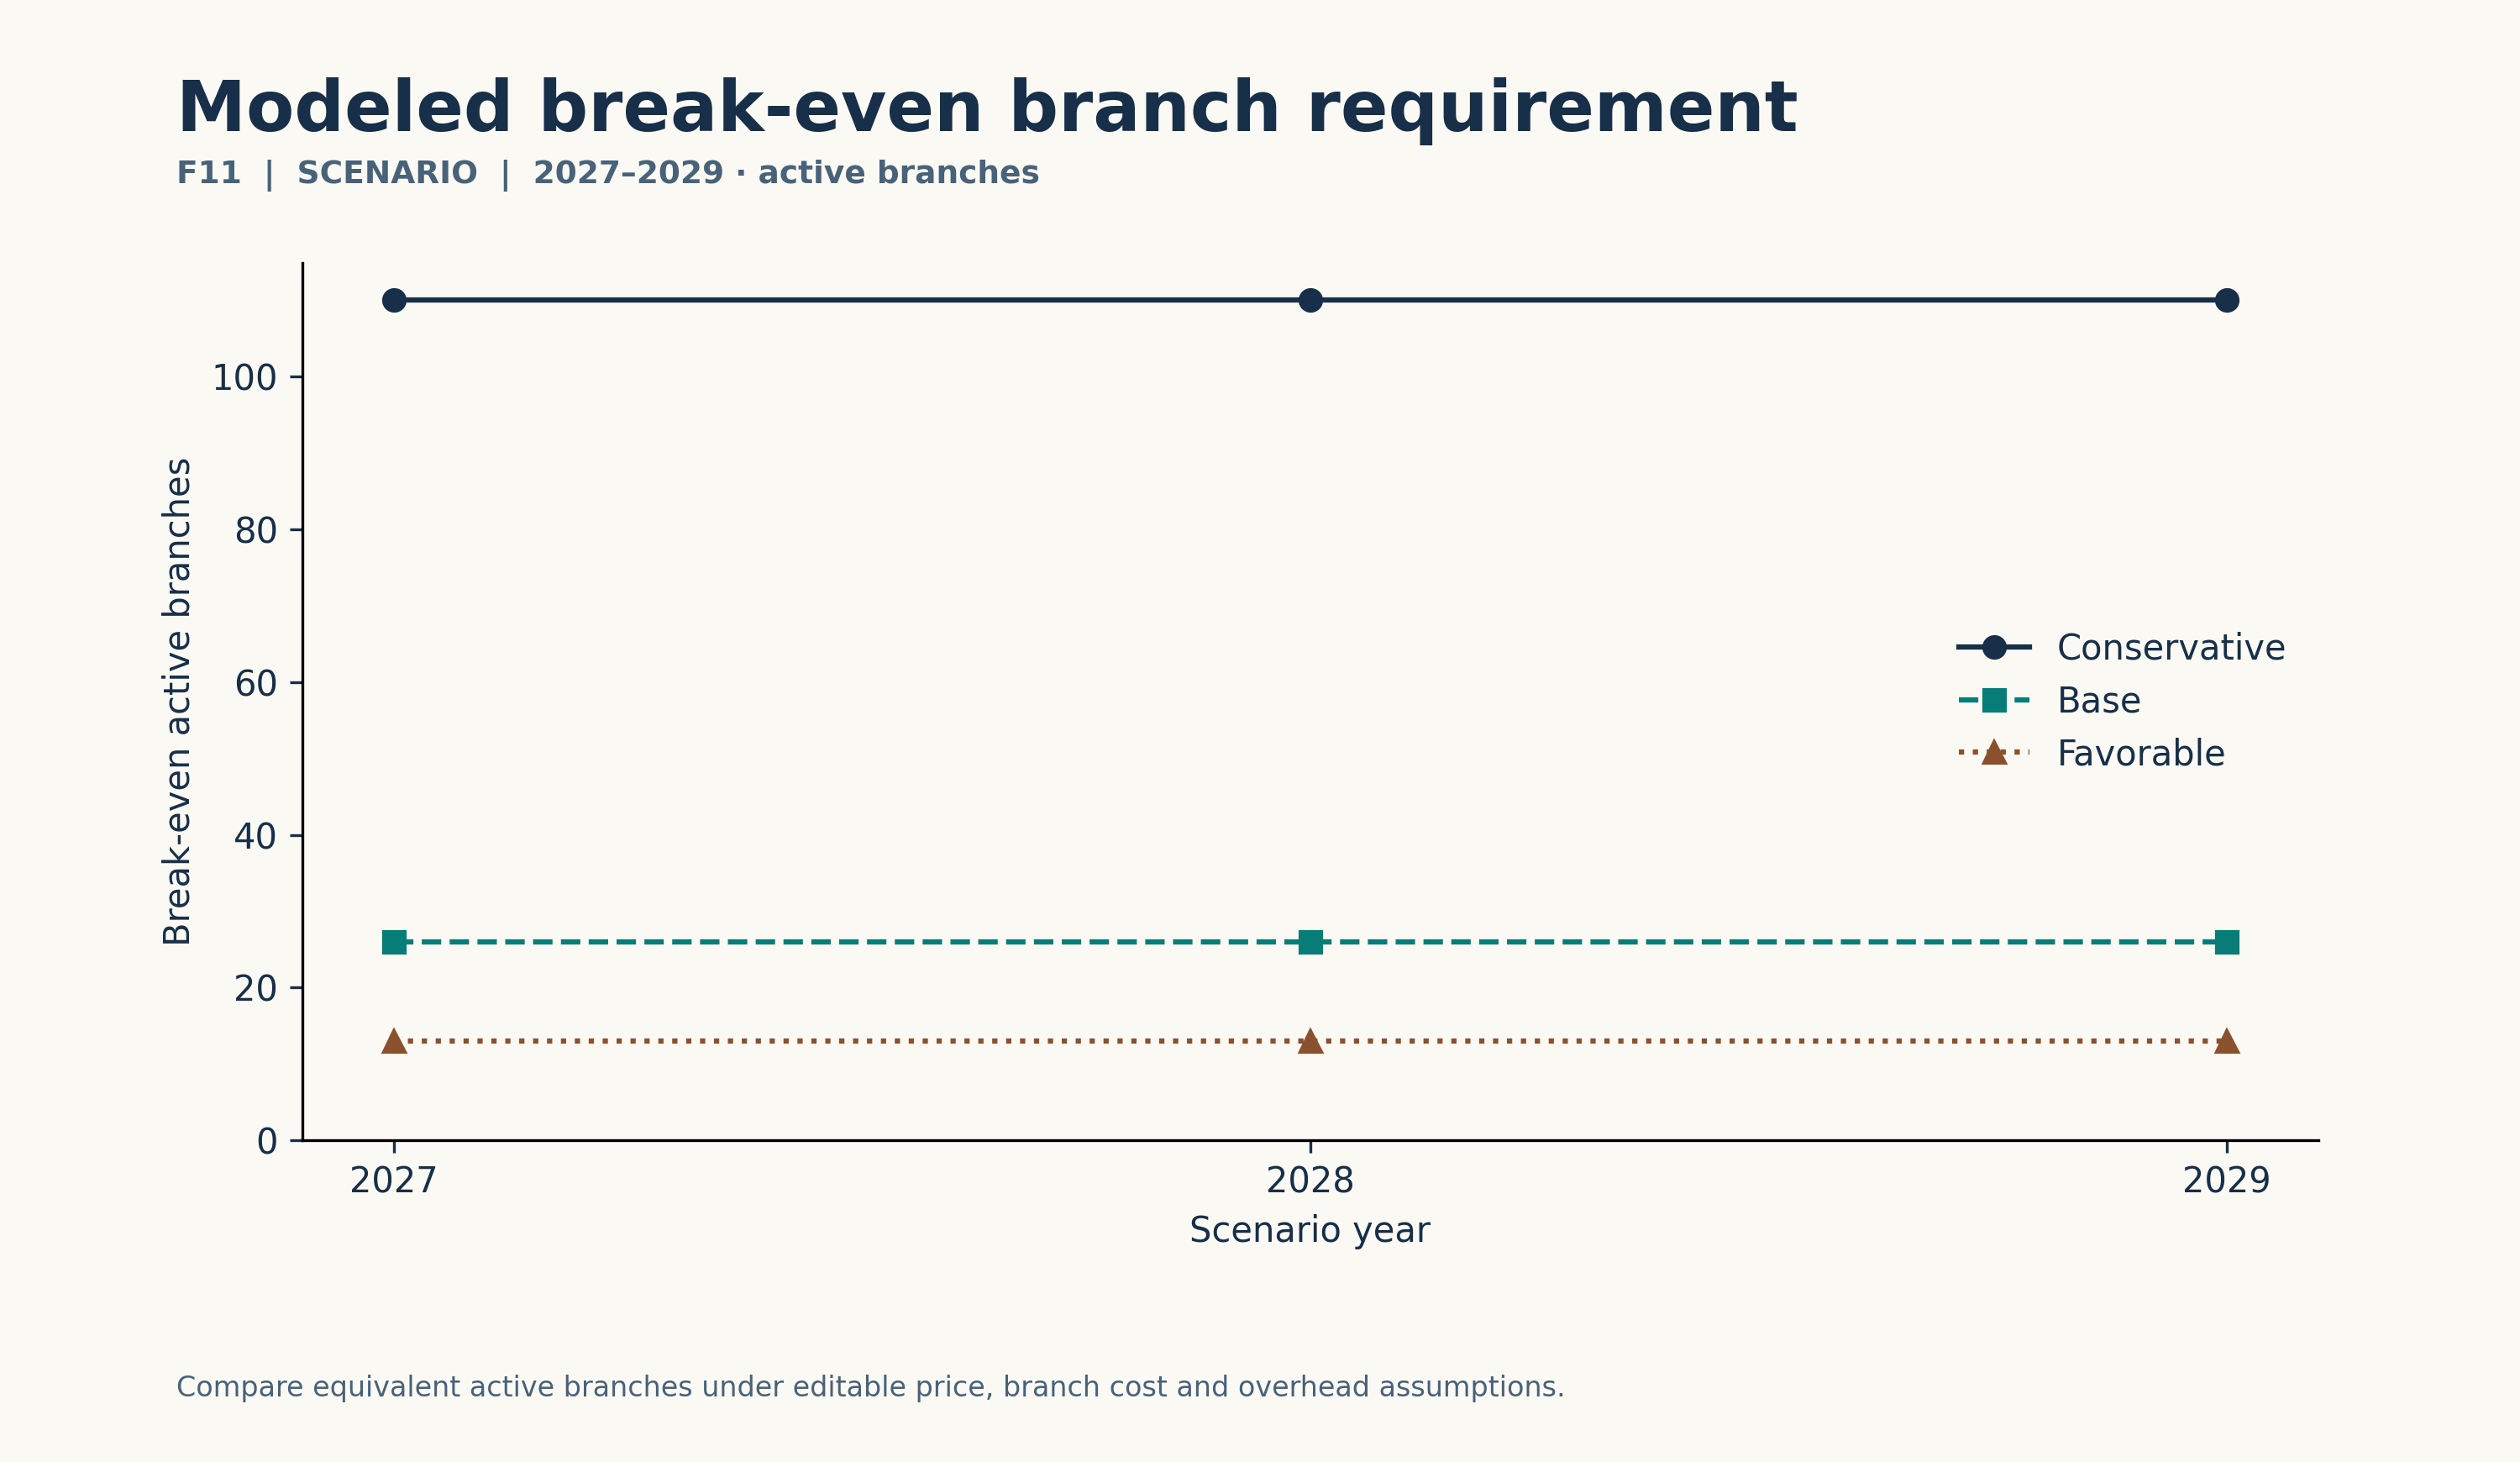 Modeled break-even branch requirement
F11 | SCENARIO | 2027–2029 · active branches
Break-even active branches
100
80
60
40
20
0
Conservative
Base
Favorable
2027
2028
2029
Scenario year
Compare equivalent active branches under editable price, branch cost and overhead assumptions.